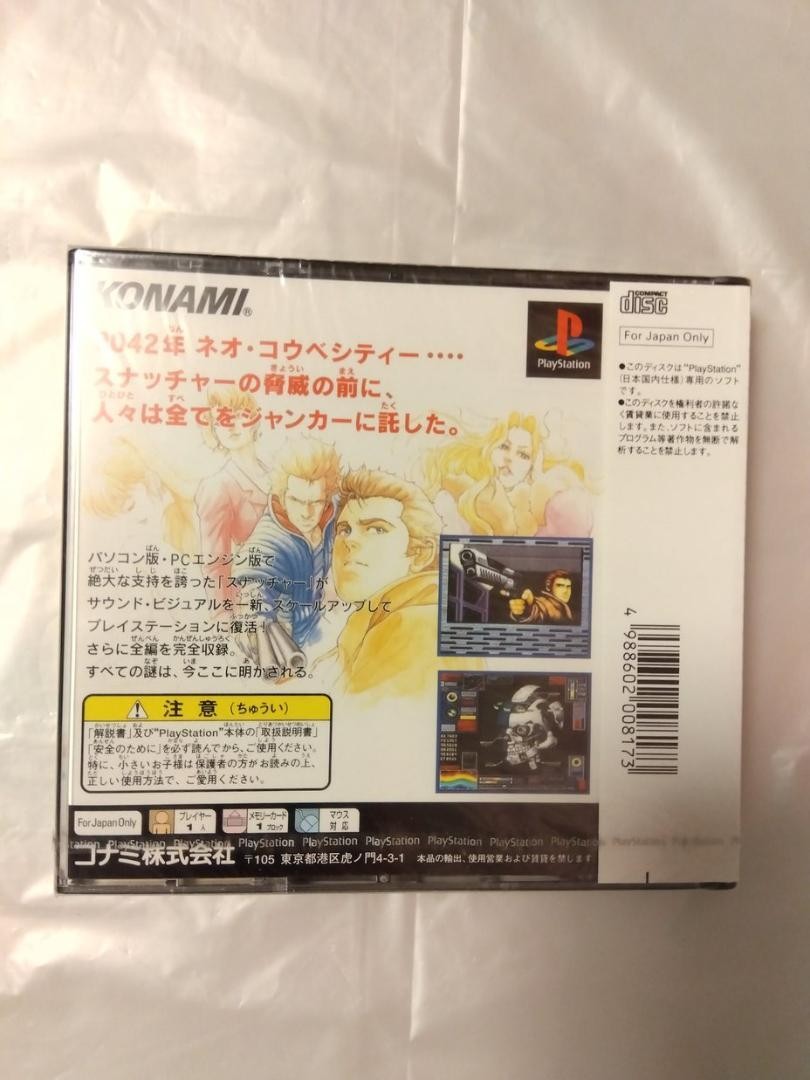 KONAMI®
2042年 ネオ・コウベシティー‥‥
スナッチャーの脅威の前に、
人々は全てをジャンカーに託した。
PlayStation
パソコン版・PCエンジン版で
絶大な支持を誇った「スナッチャー」が
サウンド・ビジュアルを一新、スケールアップして
プレイステーションに復活!
さらに全編を完全収録。
すべての謎は、今ここに明かされる。
注意(ちゅうい)
「解説書」及び"PlayStation"本体の「取扱説明書」
「安全のために」を必ず読んでから、ご使用ください。
特に、小さいお子様は保護者の方がお読みの上、
正しい使用方法で、ご愛用ください。
For Japan Only
プレイヤー
1人
メモリーカード
1ブロック
マウス
対応
PlayStation PlayStation PlayStation PlayStation PlayStation PlayStation PlayStation PlayStation
コナミ株式会社 〒105 東京都港区虎ノ門4-3-1 本品の輸出、使用営業および賃貸を禁じます
COMPACT
disc
For Japan Only
●このディスクは"PlayStation"
(日本国内仕様)専用のソフト
です。
●このディスクを権利者の許諾な
く賃貸業に使用することを禁止
します。また、ソフトに含まれる
プログラム等著作物を無断で解
析することを禁止します。
4 988602 008173